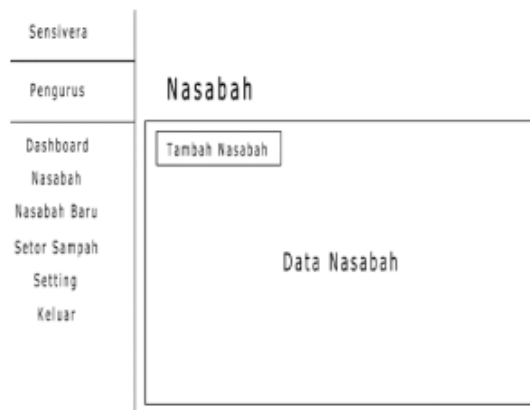 Sensivera
Pengurus
Dashboard
Nasabah
Nasabah Baru
Setor Sampah
Setting
Keluar
Nasabah
Tambah Nasabah
Data Nasabah